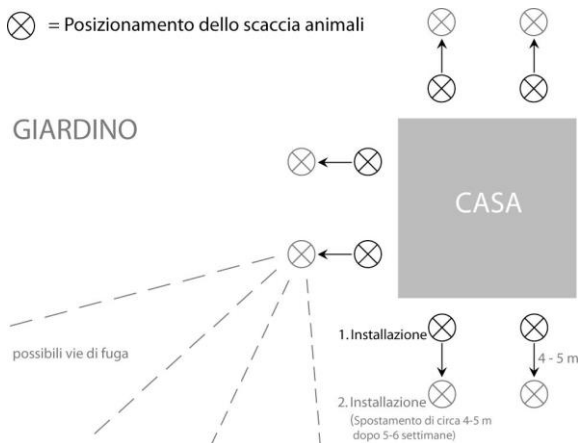 = Posizionamento dello scaccia animali
GIARDINO
CASA
1. Installazione
4 - 5 m
possibili vie di fuga
2. Installazione
(Spostamento di circa 4-5 m
dopo 5-6 settimane)